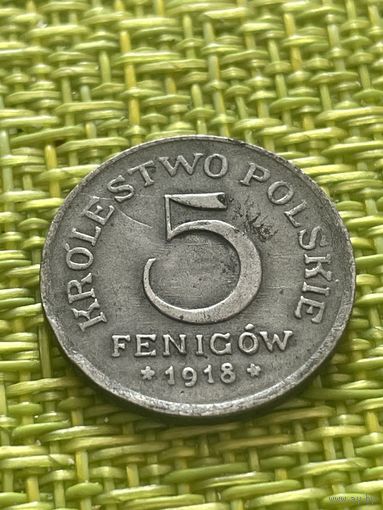 KRÓLESTWO POLSKIE
5
FENIGÓW
* 1918 *